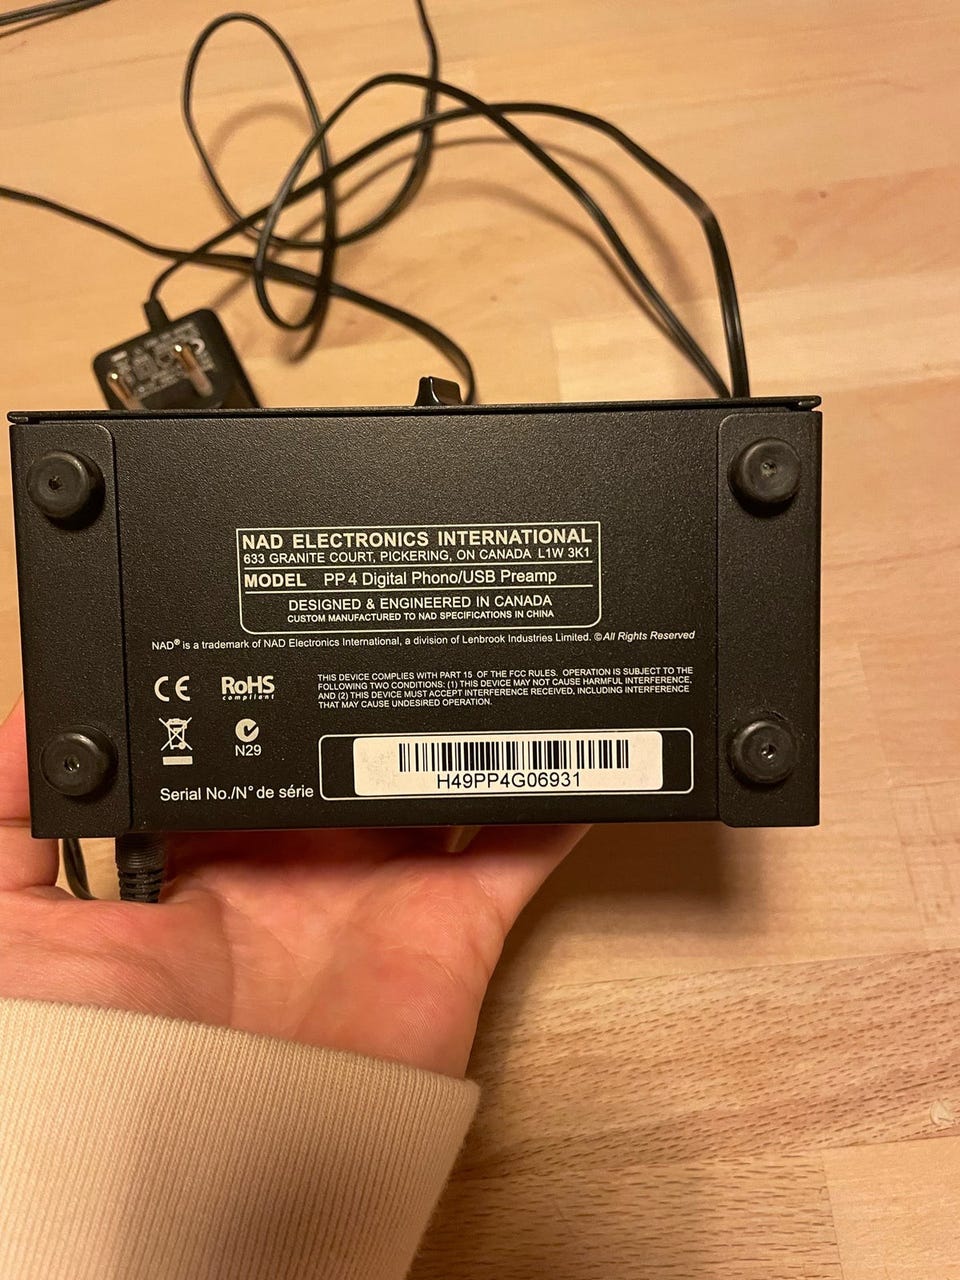 NAD ELECTRONICS INTERNATIONAL
633 GRANITE COURT, PICKERING, ON CANADA L1W 3K1
MODEL PP 4 Digital Phono/USB Preamp
DESIGNED & ENGINEERED IN CANADA
CUSTOM MANUFACTURED TO NAD SPECIFICATIONS IN CHINA
NAD® is a trademark of NAD Electronics International, a division of Lenbrook Industries Limited. © All Rights Reserved
CE
RoHS
compliant
THIS DEVICE COMPLIES WITH PART 15 OF THE FCC RULES. OPERATION IS SUBJECT TO THE
FOLLOWING TWO CONDITIONS: (1) THIS DEVICE MAY NOT CAUSE HARMFUL INTERFERENCE,
AND (2) THIS DEVICE MUST ACCEPT INTERFERENCE RECEIVED, INCLUDING INTERFERENCE
THAT MAY CAUSE UNDESIRED OPERATION.
N29
H49PP4G06931
Serial No./N° de série